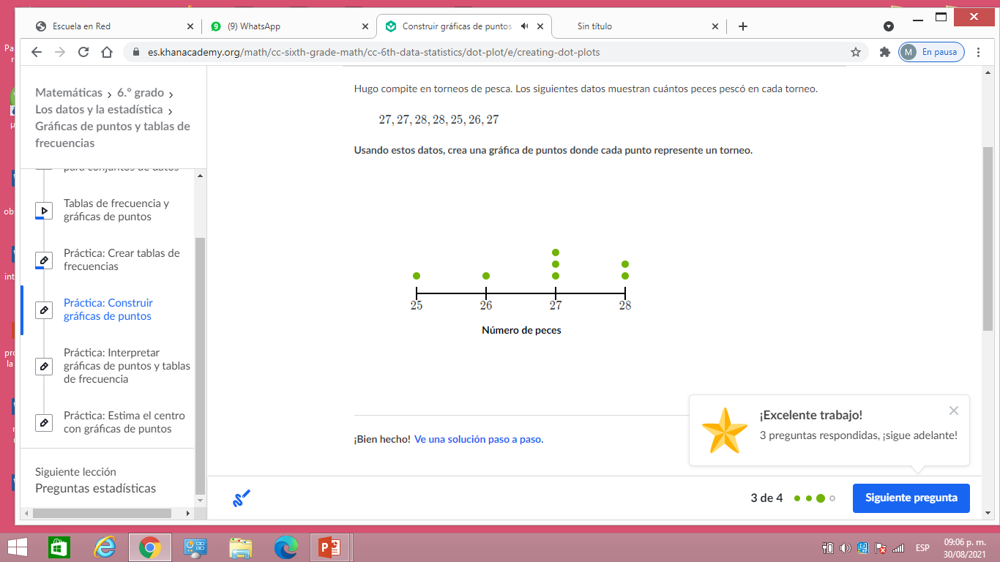 Escuela en Red
(9) WhatsApp
Construir gráficas de puntos
Sin título
es.khanacademy.org/math/cc-sixth-grade-math/cc-6th-data-statistics/dot-plot/e/creating-dot-plots
M En pausa
Matemáticas > 6.º grado >
Los datos y la estadística >
Gráficas de puntos y tablas de
frecuencias
para conjuntos de datos
Tablas de frecuencia y
gráficas de puntos
Práctica: Crear tablas de
frecuencias
Práctica: Construir
gráficas de puntos
Práctica: Interpretar
gráficas de puntos y tablas
de frecuencia
Práctica: Estima el centro
con gráficas de puntos
Siguiente lección
Preguntas estadísticas
Hugo compite en torneos de pesca. Los siguientes datos muestran cuántos peces pescó en cada torneo.
27, 27, 28, 28, 25, 26, 27
Usando estos datos, crea una gráfica de puntos donde cada punto represente un torneo.
25 26 27 28
Número de peces
¡Excelente trabajo!
3 preguntas respondidas, ¡sigue adelante!
¡Bien hecho! Ve una solución paso a paso.
3 de 4
Siguiente pregunta
ESP
09:06 p. m.
30/08/2021